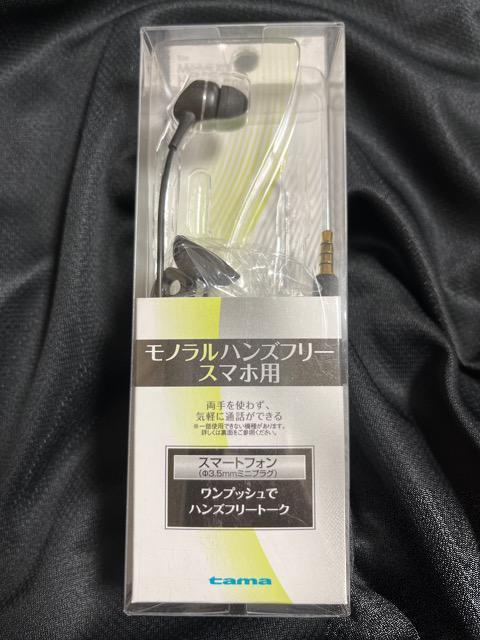 モノラルハンズフリー
スマホ用
両手を使わず、
気軽に通話ができる
※一部使用できない機種があります。
詳しくは裏面をご参照ください。
スマートフォン
(Φ3.5mmミニプラグ)
ワンプッシュで
ハンズフリートーク
tama